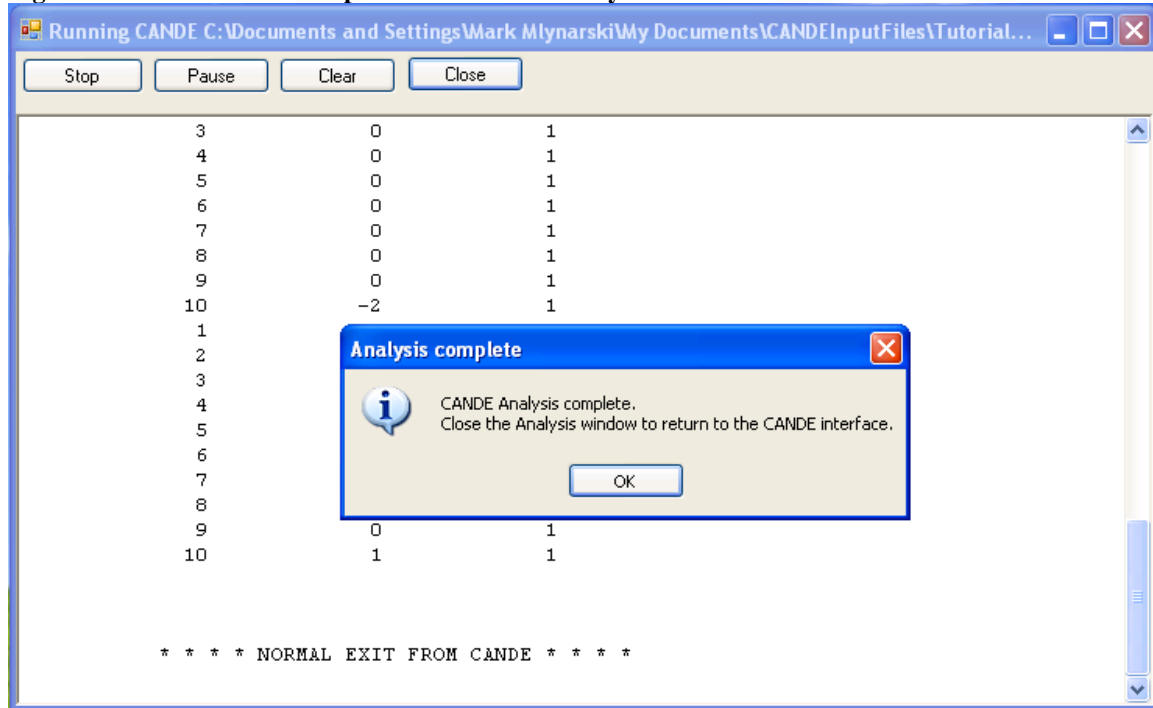 Running CANDE C:\Documents and Settings\Mark Mlynarski\My Documents\CANDEInputFiles\Tutorial...
Stop Pause Clear Close
3 0 1
4 0 1
5 0 1
6 0 1
7 0 1
8 0 1
9 0 1
10 -2 1
1
2
3
4
5
6
7
8
9 0 1
10 1 1
Analysis complete
CANDE Analysis complete.
Close the Analysis window to return to the CANDE interface.
OK
* * * * NORMAL EXIT FROM CANDE * * * *